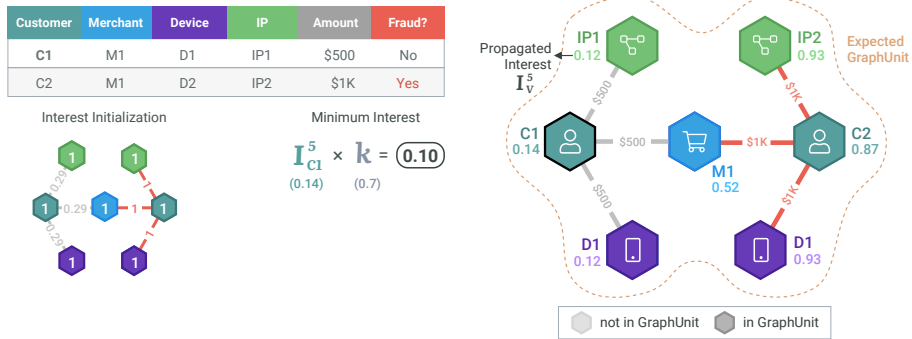 Customer Merchant Device IP Amount Fraud?
C1 M1 D1 IP1 $500 No
C2 M1 D2 IP2 $1K Yes
Interest Initialization
1 1
0.29
1
1 0.29 1 1 1
0.29
1
1 1
Minimum Interest
I 5 C1 × k = 0.10
(0.14) (0.7)
Propagated
Interest
I 5 V
IP1
0.12
IP2
0.93
Expected
GraphUnit
$500
$1K
C1
0.14
$500
M1
0.52
$1K
C2
0.87
$500
$1K
D1
0.12
D1
0.93
not in GraphUnit
in GraphUnit